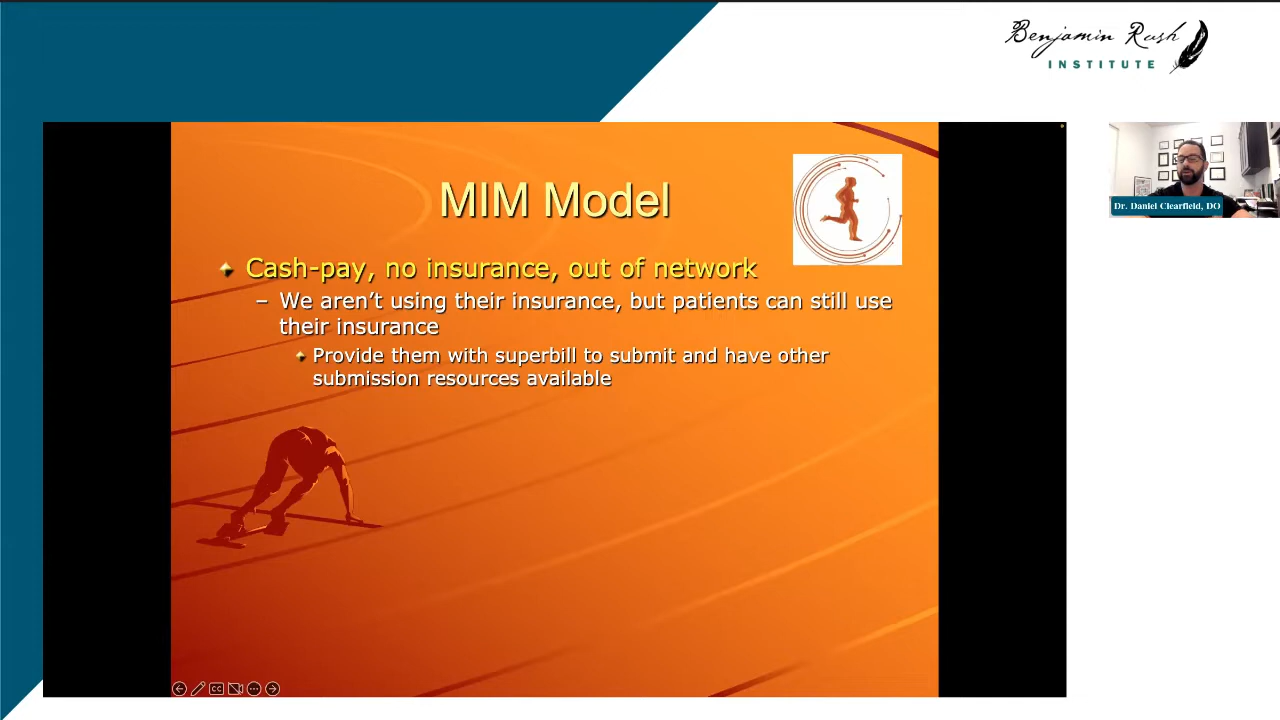 Benjamin Rush
INSTITUTE
MIM Model
Cash-pay, no insurance, out of network
– We aren't using their insurance, but patients can still use
their insurance
Provide them with superbill to submit and have other
submission resources available
Dr. Daniel Clearfield, DO
CC